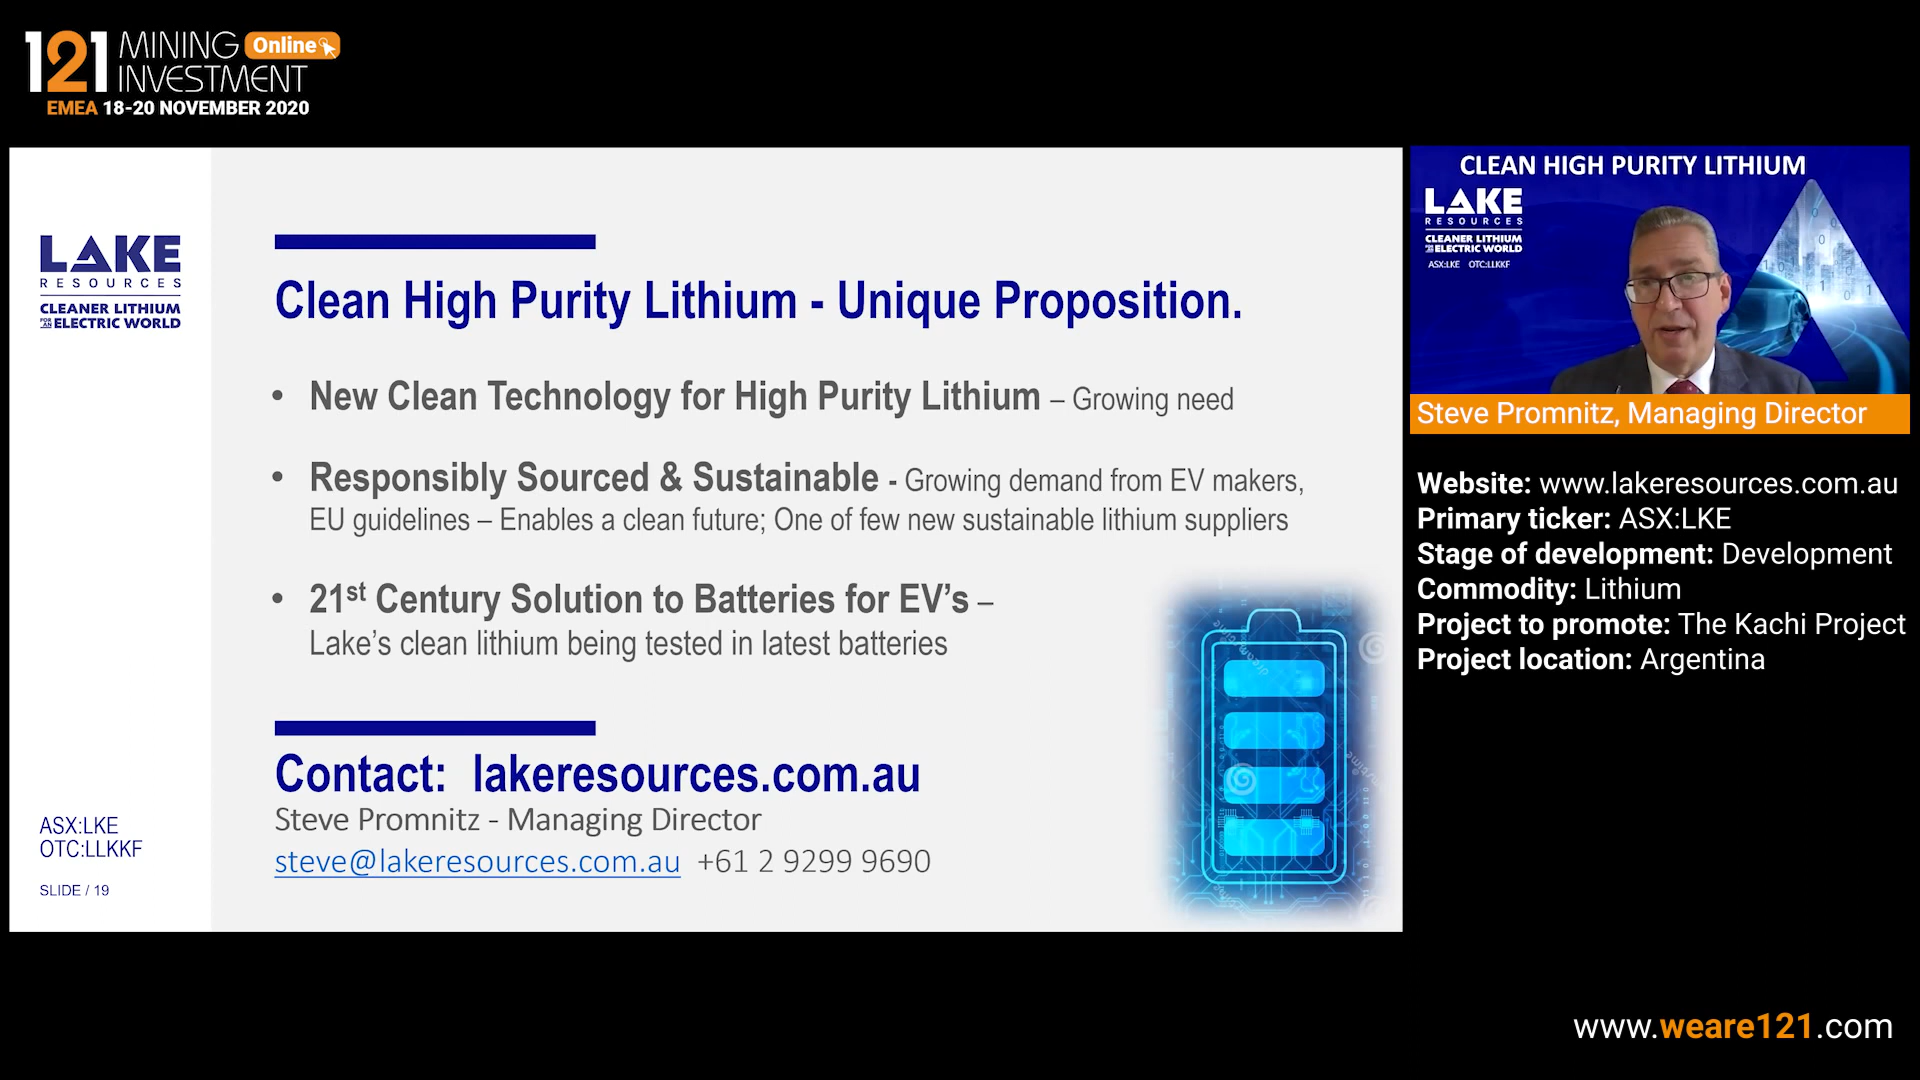 121 MINING Online
INVESTMENT
EMEA 18-20 NOVEMBER 2020
LAKE
RESOURCES
CLEANER LITHIUM
FOR AN ELECTRIC WORLD
Clean High Purity Lithium - Unique Proposition.
• New Clean Technology for High Purity Lithium – Growing need
• Responsibly Sourced & Sustainable - Growing demand from EV makers,
EU guidelines – Enables a clean future; One of few new sustainable lithium suppliers
• 21st Century Solution to Batteries for EV’s –
Lake’s clean lithium being tested in latest batteries
Contact: lakeresources.com.au
Steve Promnitz - Managing Director
steve@lakeresources.com.au +61 2 9299 9690
ASX:LKE
OTC:LLKKF
SLIDE / 19
dreamstime
dreamstime
CLEAN HIGH PURITY LITHIUM
LAKE
RESOURCES
CLEANER LITHIUM
FOR AN ELECTRIC WORLD
ASX:LKE OTC:LLKKF
Steve Promnitz, Managing Director
Website: www.lakeresources.com.au
Primary ticker: ASX:LKE
Stage of development: Development
Commodity: Lithium
Project to promote: The Kachi Project
Project location: Argentina
www.weare121.com